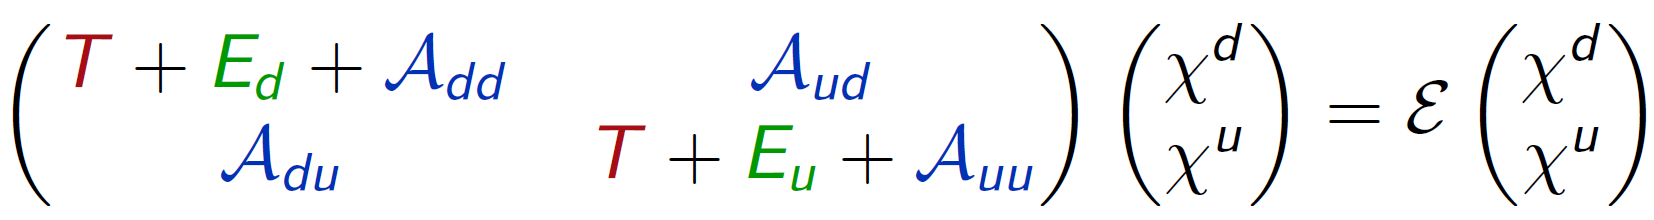 T + E_d + 𝒜_dd 𝒜_ud χ^d χ^d
𝒜_du T + E_u + 𝒜_uu χ^u = ℰ χ^u